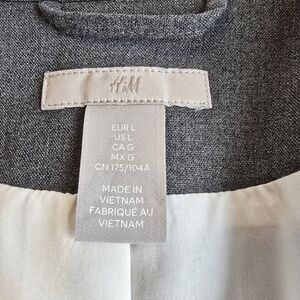 H&M
EUR L
US L
CA G
MX G
CN 175/104A
MADE IN
VIETNAM
FABRIQUÉ AU
VIETNAM